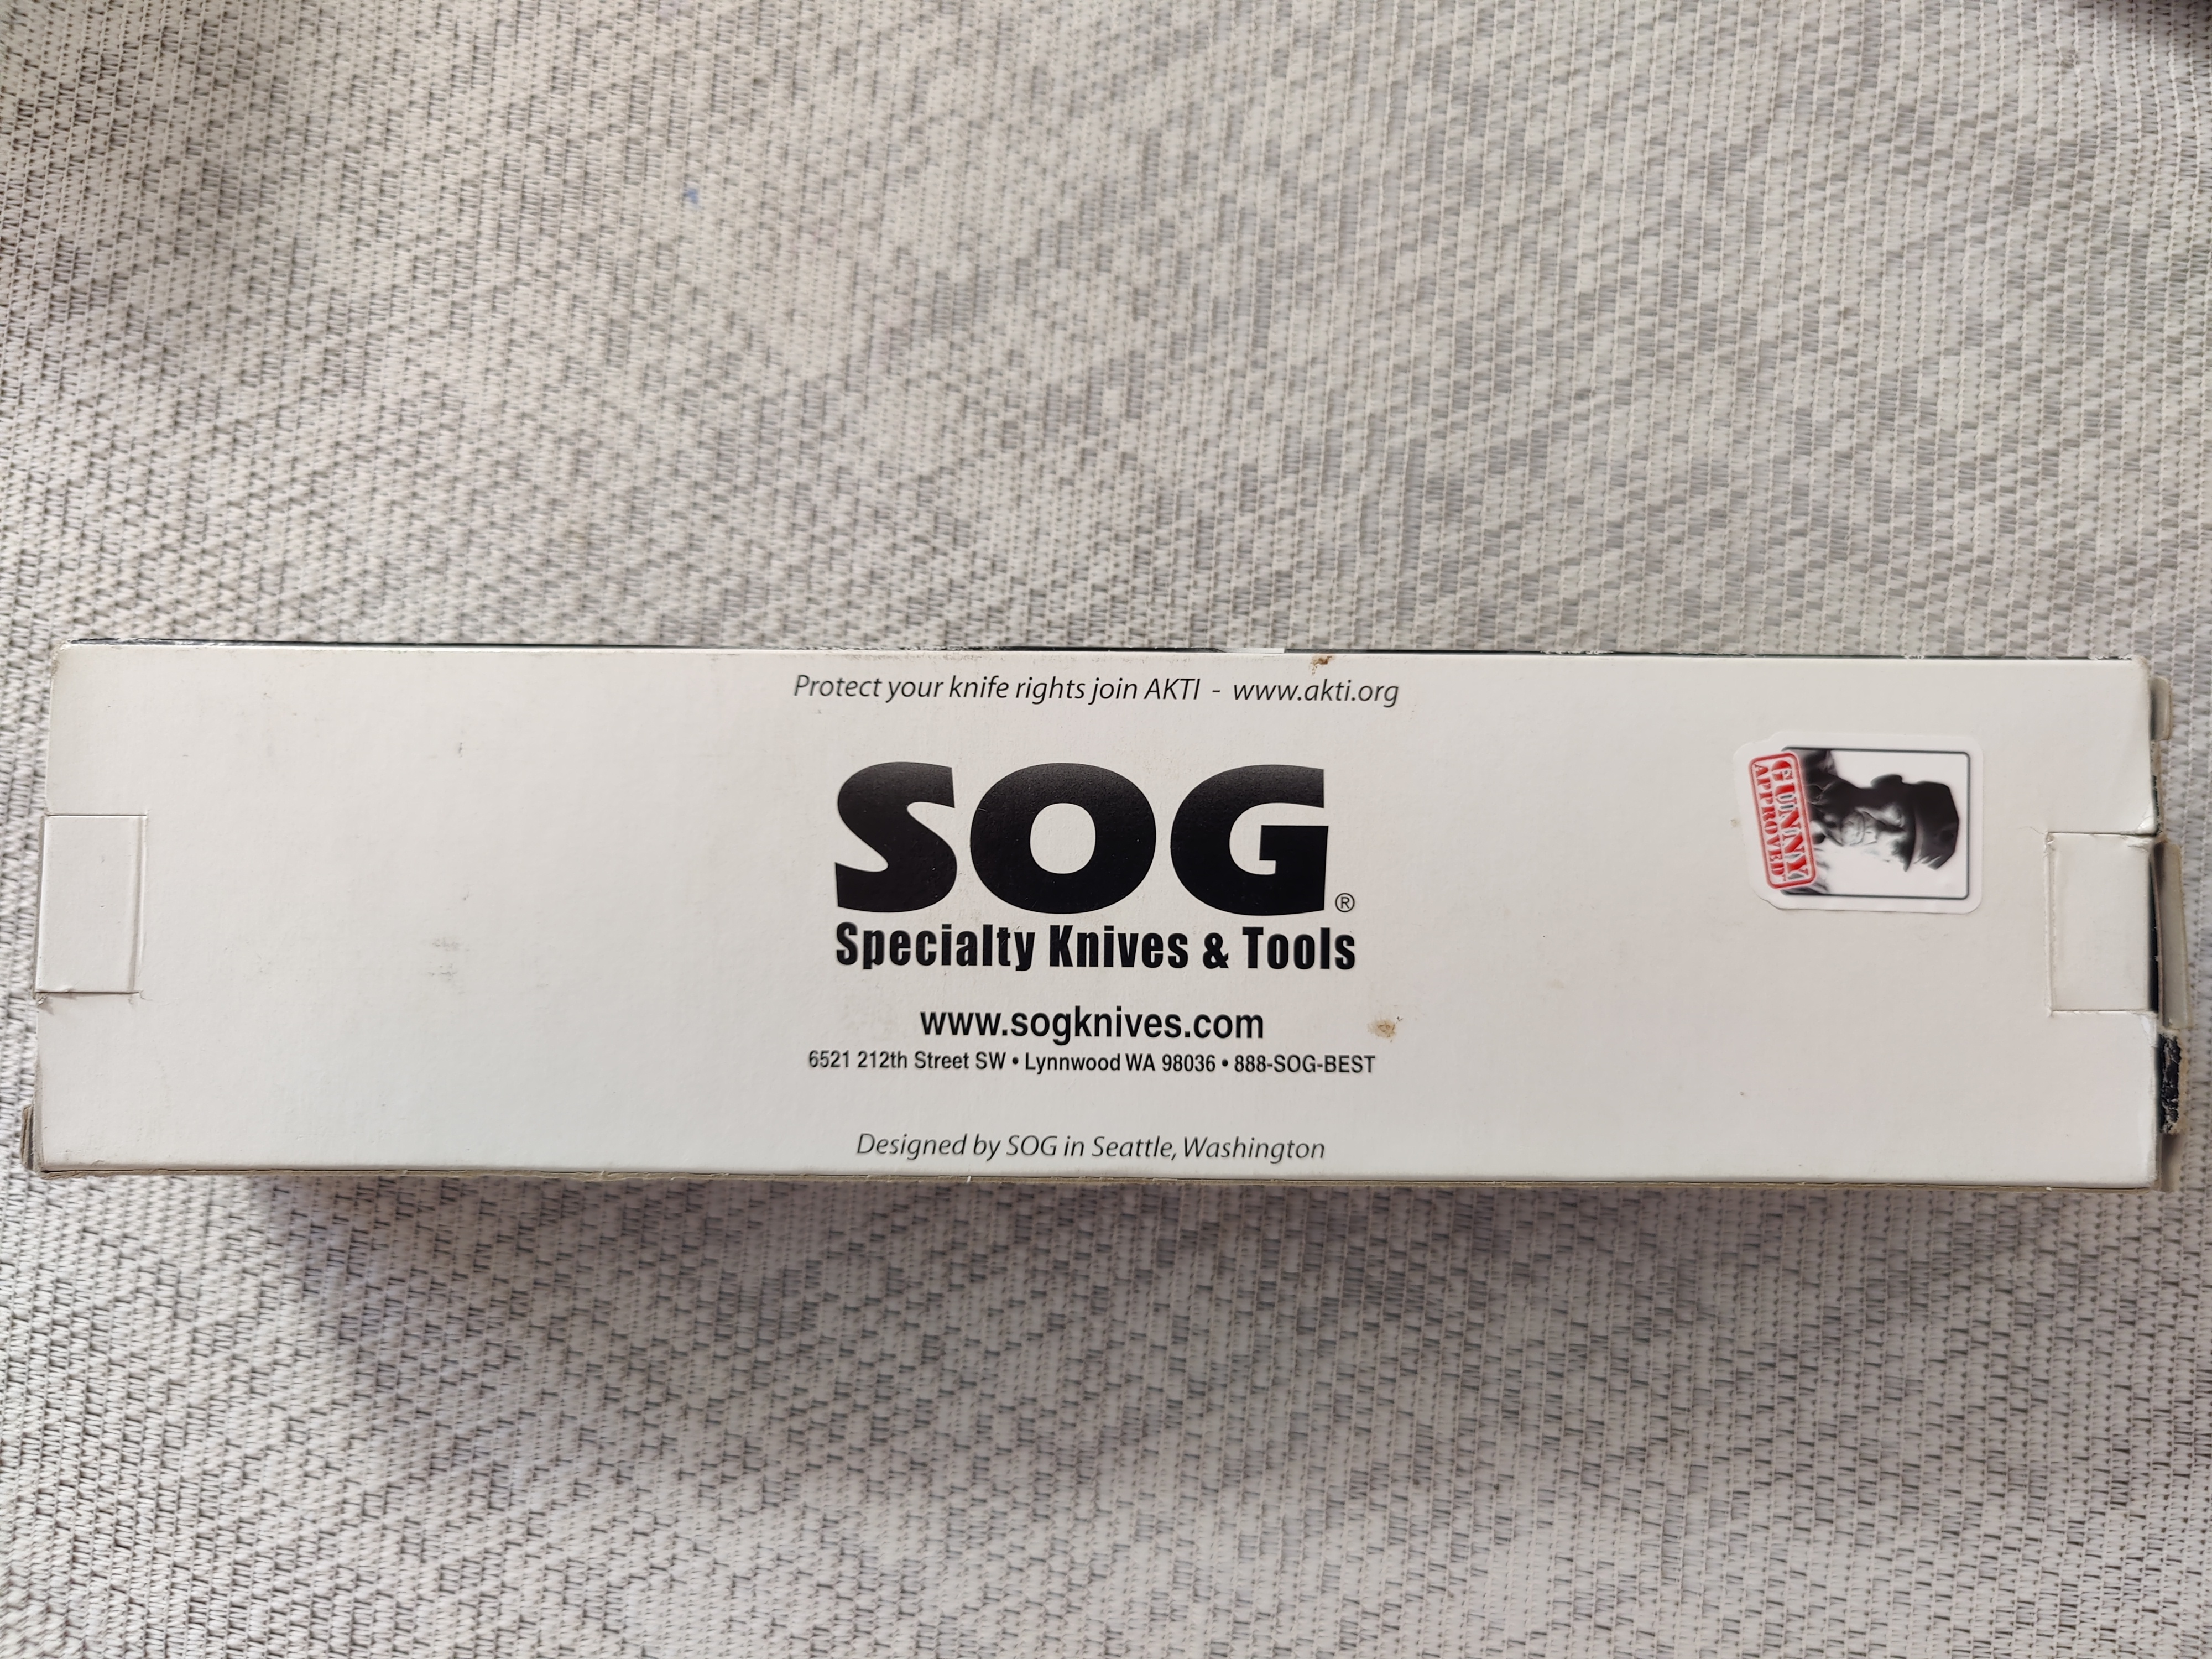 Protect your knife rights join AKTI - www.akti.org
SOG®
Specialty Knives & Tools
www.sogknives.com
6521 212th Street SW • Lynnwood WA 98036 • 888-SOG-BEST
Designed by SOG in Seattle, Washington
GUNNY
APPROVED